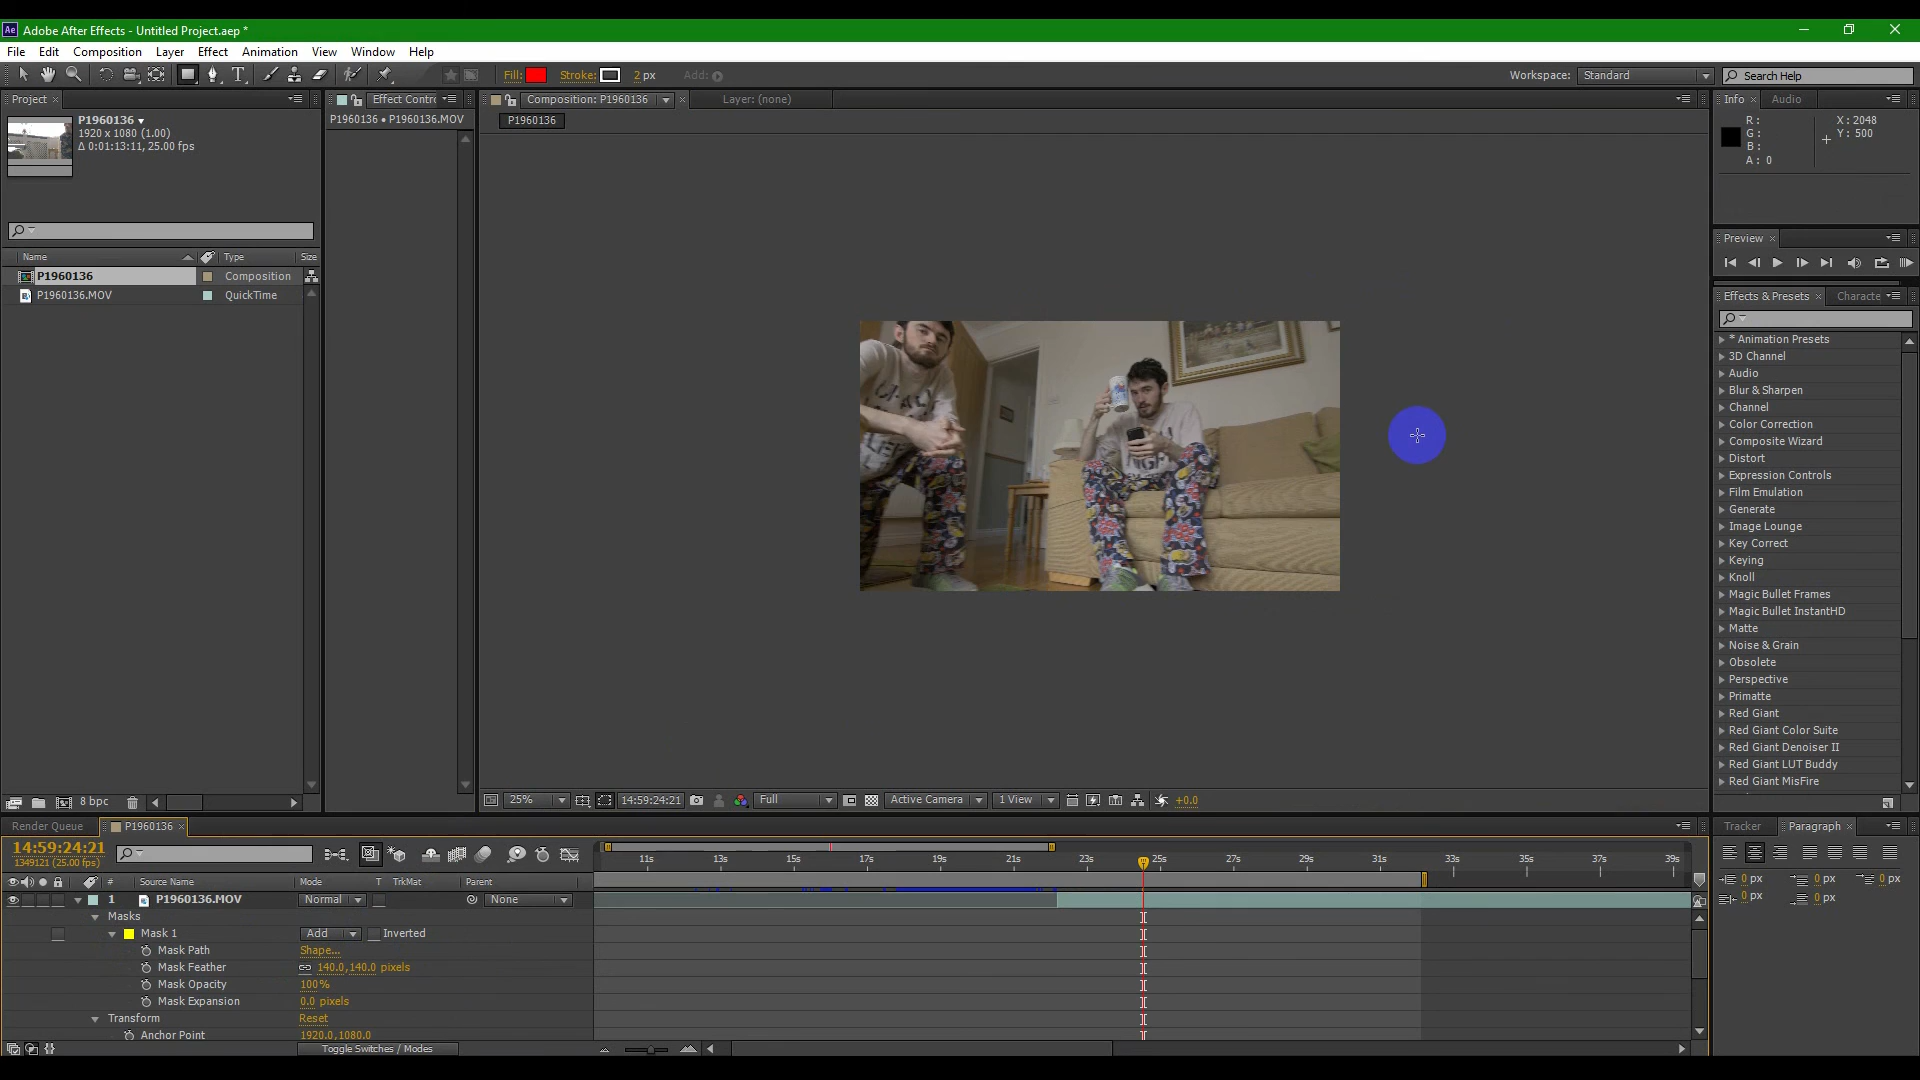 Adobe After Effects - Untitled Project.aep *
File Edit Composition Layer Effect Animation View Window Help
Fill: Stroke: 2 px Add: Workspace: Standard Search Help
Project Effect Contro Composition: P1960136 Layer: (none) Info Audio
P1960136
1920 x 1080 (1.00)
Δ 0:01:13:11, 25.00 fps
P1960136 • P1960136.MOV
P1960136
R: X: 2048
G: Y: 500
B:
A: 0
Preview
Name Type Size
P1960136 Composition
P1960136.MOV QuickTime
Effects & Presets Characte
* Animation Presets
3D Channel
Audio
Blur & Sharpen
Channel
Color Correction
Composite Wizard
Distort
Expression Controls
Film Emulation
Generate
Image Lounge
Key Correct
Keying
Knoll
Magic Bullet Frames
Magic Bullet InstantHD
Matte
Noise & Grain
Obsolete
Perspective
Primatte
Red Giant
Red Giant Color Suite
Red Giant Denoiser II
Red Giant LUT Buddy
Red Giant MisFire
8 bpc
25% 14:59:24:21 Full Active Camera 1 View +0.0
Render Queue P1960136
Tracker Paragraph
14:59:24:21
1349121 (25.00 fps)
11s 13s 15s 17s 19s 21s 23s 25s 27s 29s 31s 33s 35s 37s 39s
# Source Name Mode T TrkMat Parent
1 P1960136.MOV Normal None
Masks
Mask 1 Add Inverted
Mask Path Shape...
Mask Feather 140.0,140.0 pixels
Mask Opacity 100%
Mask Expansion 0.0 pixels
Transform Reset
Anchor Point 1920.0,1080.0
Toggle Switches / Modes
0 px 0 px 0 px
0 px 0 px